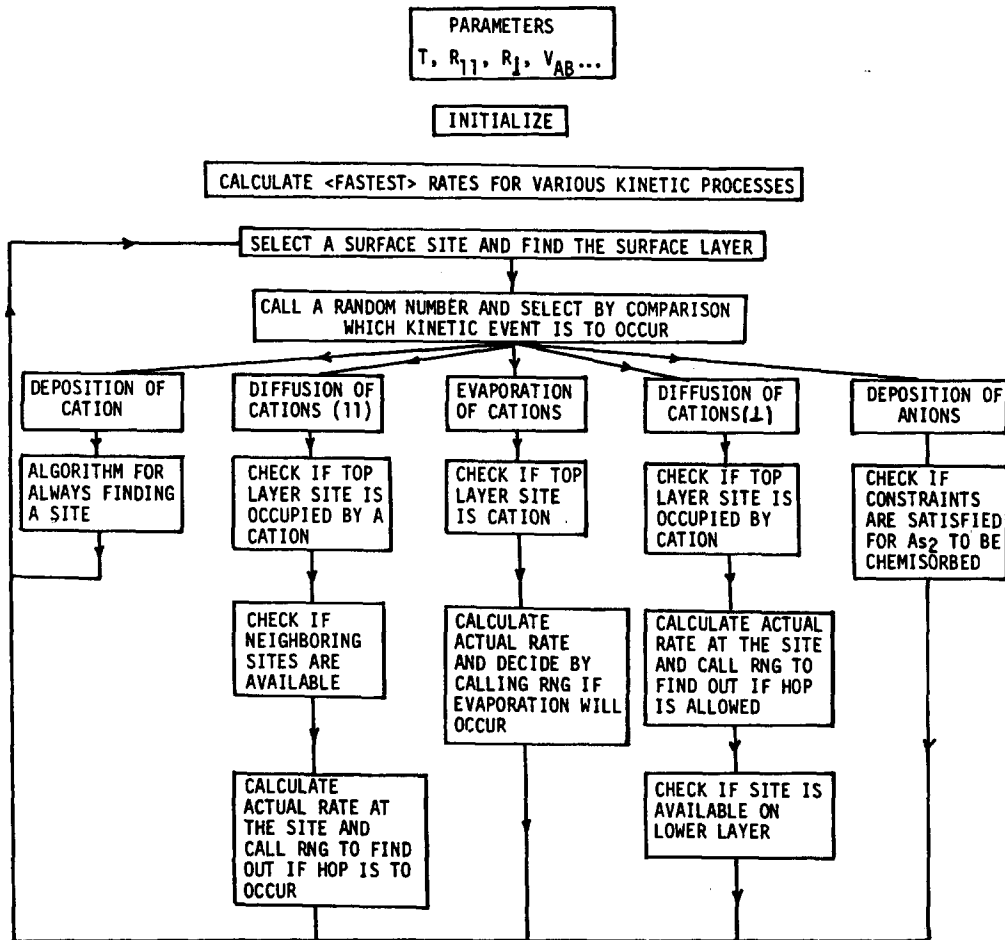 PARAMETERS
T, R11, R⊥, VAB...
INITIALIZE
CALCULATE <FASTEST> RATES FOR VARIOUS KINETIC PROCESSES
SELECT A SURFACE SITE AND FIND THE SURFACE LAYER
CALL A RANDOM NUMBER AND SELECT BY COMPARISON
WHICH KINETIC EVENT IS TO OCCUR
DEPOSITION OF
CATION
ALGORITHM FOR
ALWAYS FINDING
A SITE
DIFFUSION OF
CATIONS (11)
CHECK IF TOP
LAYER SITE IS
OCCUPIED BY A
CATION
CHECK IF
NEIGHBORING
SITES ARE
AVAILABLE
CALCULATE
ACTUAL RATE AT
THE SITE AND
CALL RNG TO FIND
OUT IF HOP IS TO
OCCUR
EVAPORATION
OF CATIONS
CHECK IF TOP
LAYER SITE
IS CATION
CALCULATE
ACTUAL RATE
AND DECIDE BY
CALLING RNG IF
EVAPORATION WILL
OCCUR
DIFFUSION OF
CATIONS(⊥)
CHECK IF TOP
LAYER SITE IS
OCCUPIED BY
CATION
CALCULATE ACTUAL
RATE AT THE SITE
AND CALL RNG TO
FIND OUT IF HOP
IS ALLOWED
CHECK IF SITE IS
AVAILABLE ON
LOWER LAYER
DEPOSITION OF
ANIONS
CHECK IF
CONSTRAINTS
ARE SATISFIED
FOR As2 TO BE
CHEMISORBED